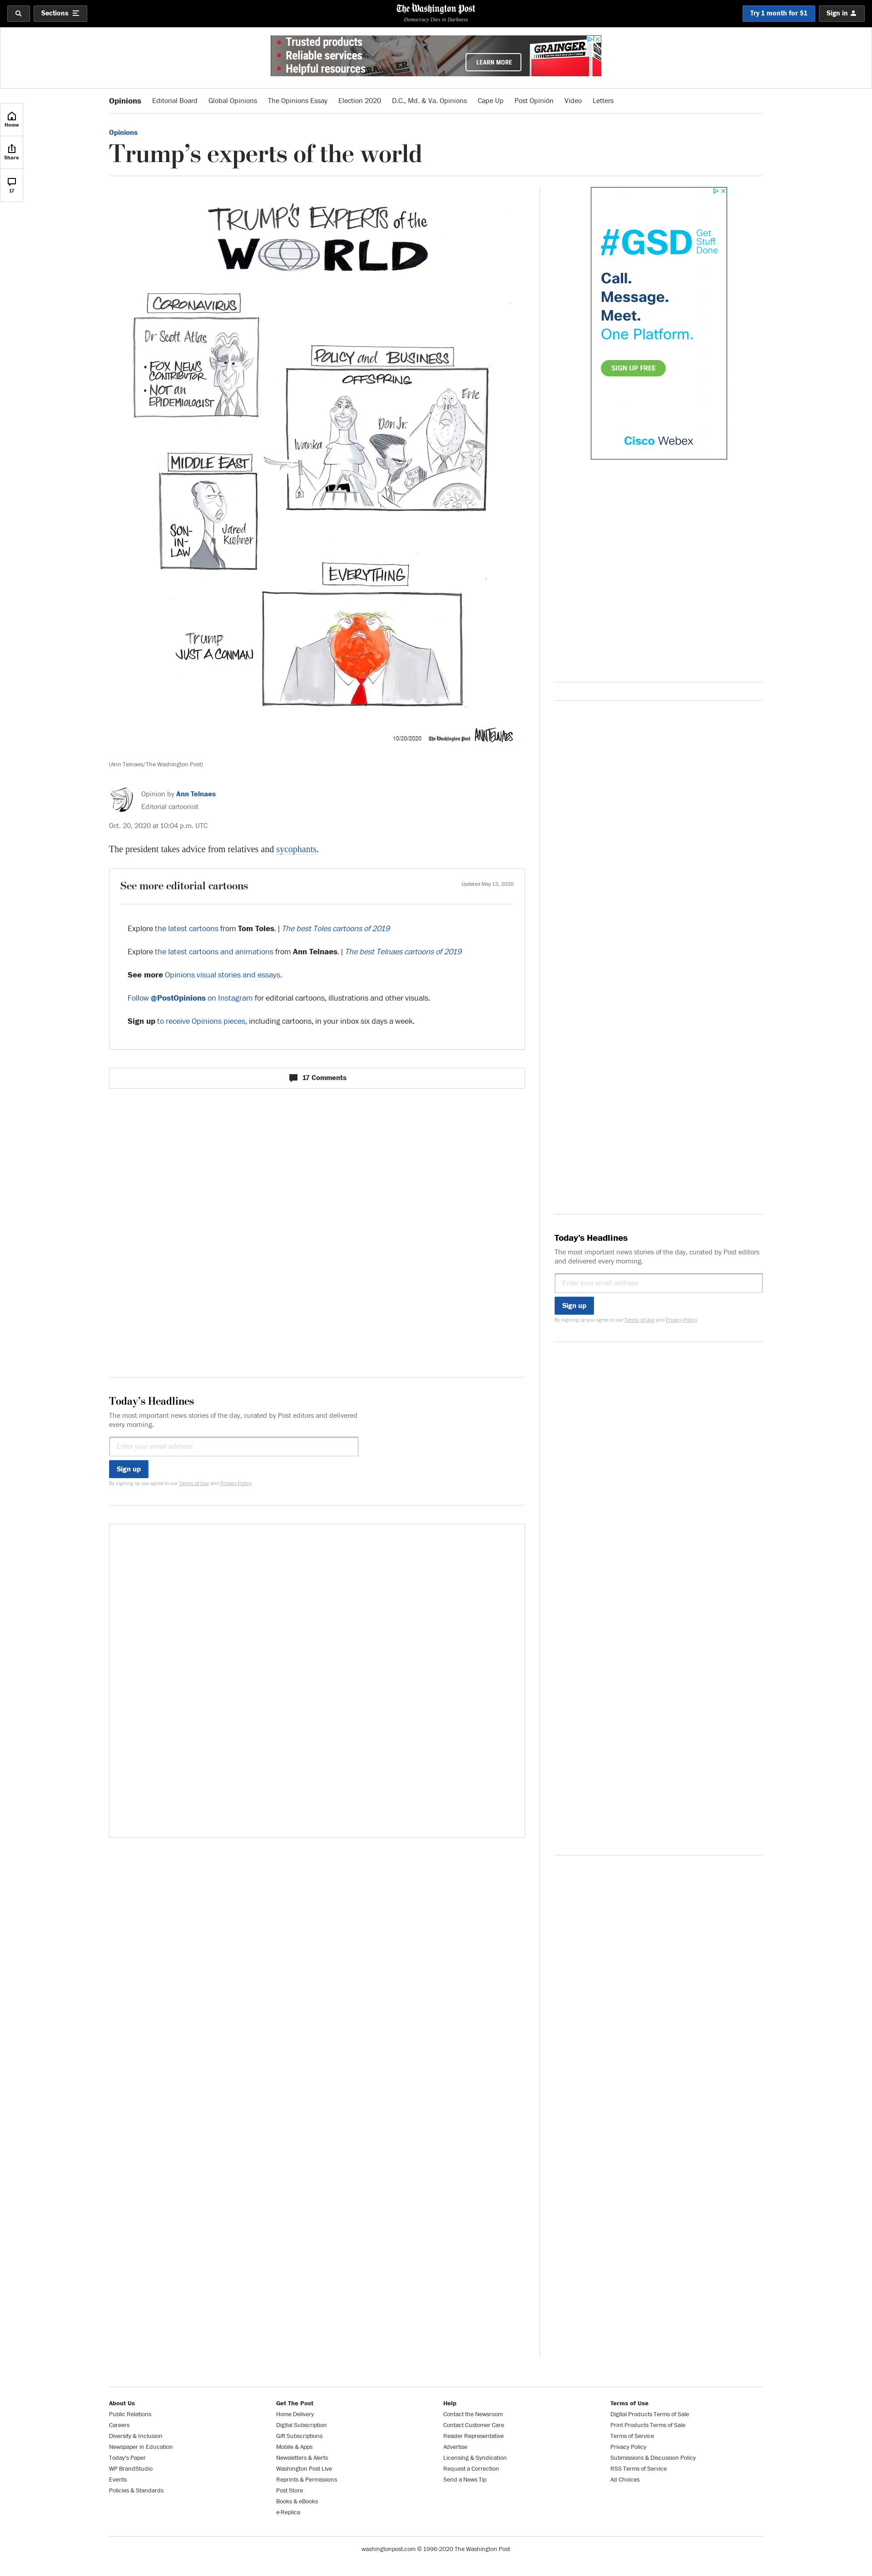 Sections
The Washington Post
Democracy Dies in Darkness
Try 1 month for $1
Sign in
Trusted products
Reliable services
Helpful resources
LEARN MORE
GRAINGER
Opinions
Editorial Board
Global Opinions
The Opinions Essay
Election 2020
D.C., Md. & Va. Opinions
Cape Up
Post Opinión
Video
Letters
Home
Share
17
Opinions
Trump’s experts of the world
TRUMP'S EXPERTS of the
WORLD
CORONAVIRUS
Dr Scott Atlas
• FOX NEWS
CONTRIBUTOR
• NOT an
EPIDEMIOLOGIST
POLICY and BUSINESS
OFFSPRING
Ivanka
Don Jr.
Eric
MIDDLE EAST
SON-
IN-
LAW
Jared
Kushner
EVERYTHING
Trump
JUST A CONMAN
10/20/2020 The Washington Post ANN TELNAES
(Ann Telnaes/The Washington Post)
Opinion by Ann Telnaes
Editorial cartoonist
Oct. 20, 2020 at 10:04 p.m. UTC
The president takes advice from relatives and sycophants.
See more editorial cartoons
Updated May 13, 2020
Explore the latest cartoons from Tom Toles. | The best Toles cartoons of 2019
Explore the latest cartoons and animations from Ann Telnaes. | The best Telnaes cartoons of 2019
See more Opinions visual stories and essays.
Follow @PostOpinions on Instagram for editorial cartoons, illustrations and other visuals.
Sign up to receive Opinions pieces, including cartoons, in your inbox six days a week.
17 Comments
Today’s Headlines
The most important news stories of the day, curated by Post editors and delivered
every morning.
Enter your email address
Sign up
By signing up you agree to our Terms of Use and Privacy Policy
#GSD
Get
Stuff
Done
Call.
Message.
Meet.
One Platform.
SIGN UP FREE
Cisco Webex
Today’s Headlines
The most important news stories of the day, curated by Post editors
and delivered every morning.
Enter your email address
Sign up
By signing up you agree to our Terms of Use and Privacy Policy
About Us
Public Relations
Careers
Diversity & Inclusion
Newspaper in Education
Today's Paper
WP BrandStudio
Events
Policies & Standards
Get The Post
Home Delivery
Digital Subscription
Gift Subscriptions
Mobile & Apps
Newsletters & Alerts
Washington Post Live
Reprints & Permissions
Post Store
Books & eBooks
e-Replica
Help
Contact the Newsroom
Contact Customer Care
Reader Representative
Advertise
Licensing & Syndication
Request a Correction
Send a News Tip
Terms of Use
Digital Products Terms of Sale
Print Products Terms of Sale
Terms of Service
Privacy Policy
Submissions & Discussion Policy
RSS Terms of Service
Ad Choices
washingtonpost.com © 1996-2020 The Washington Post